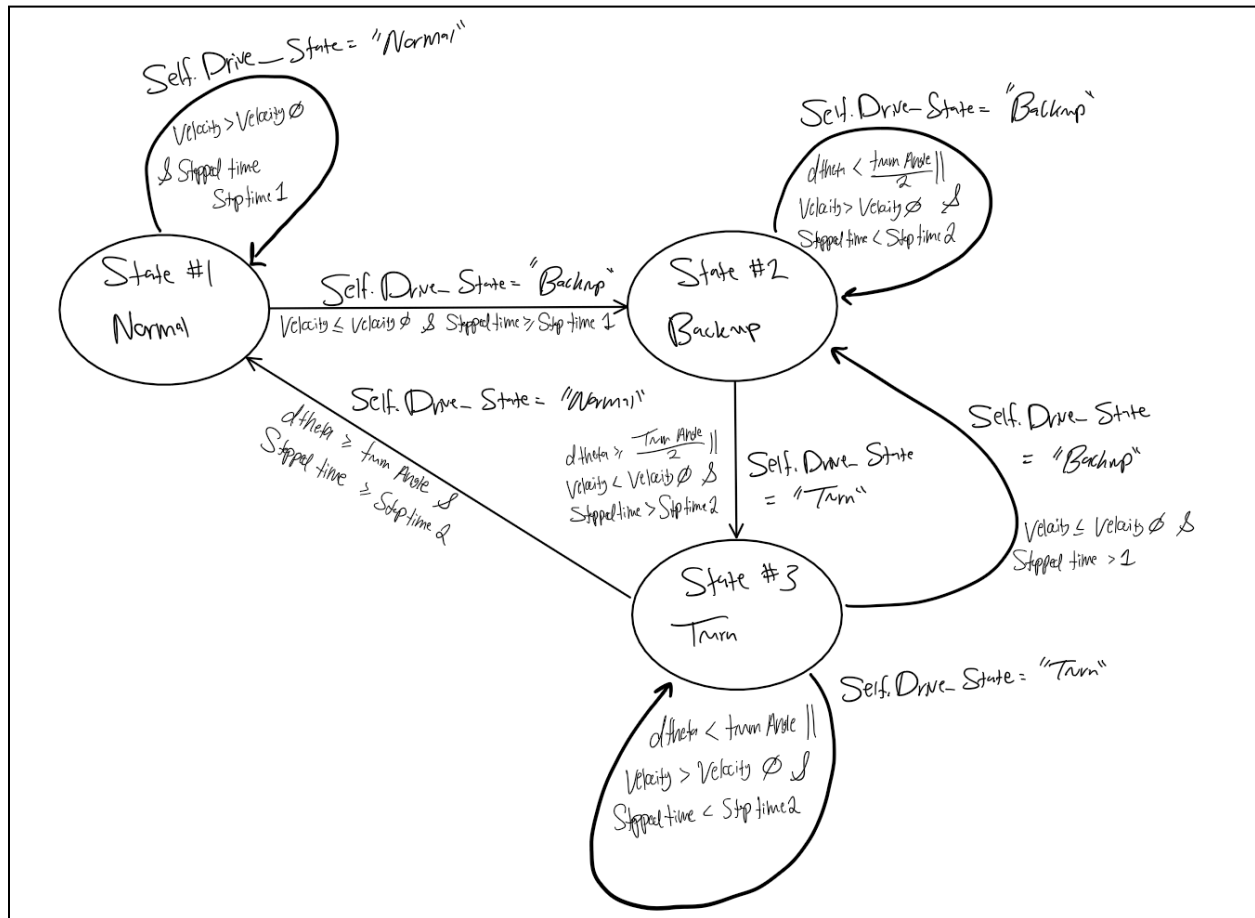 Self.Drive_State = "Normal"
Velocity > Velocity Ø
& Stopped time
Stop time 1
State #1
Normal
Self.Drive_State = "Backup"
Velocity ≤ Velocity Ø & Stopped time ≥ Stop time 1
Self.Drive_State = "Backup"
dtheta < turn Angle / 2 ||
Velocity > Velocity Ø &
Stopped time < Stop time 2
State #2
Backup
Self.Drive_State = "Normal"
dtheta ≥ turn Angle &
Stopped time ≥ Stop time 2
dtheta ≥ Turn Angle / 2 ||
Velocity < Velocity Ø &
Stopped time > Stop time 2
Self.Drive_State
= "Turn"
Self.Drive_State
= "Backup"
Velocity ≤ Velocity Ø &
Stopped time > 1
State #3
Turn
Self.Drive_State = "Turn"
dtheta < turn Angle ||
Velocity > Velocity Ø &
Stopped time < Stop time 2